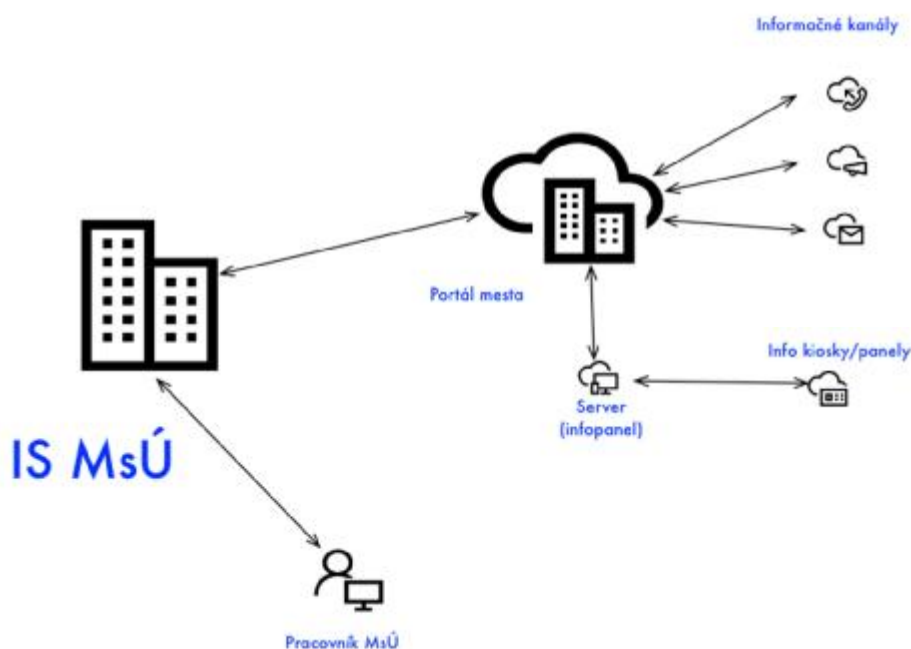 Informačné kanály
Portál mesta
Info kiosky/panely
Server
(infopanel)
IS MsÚ
Pracovník MsÚ